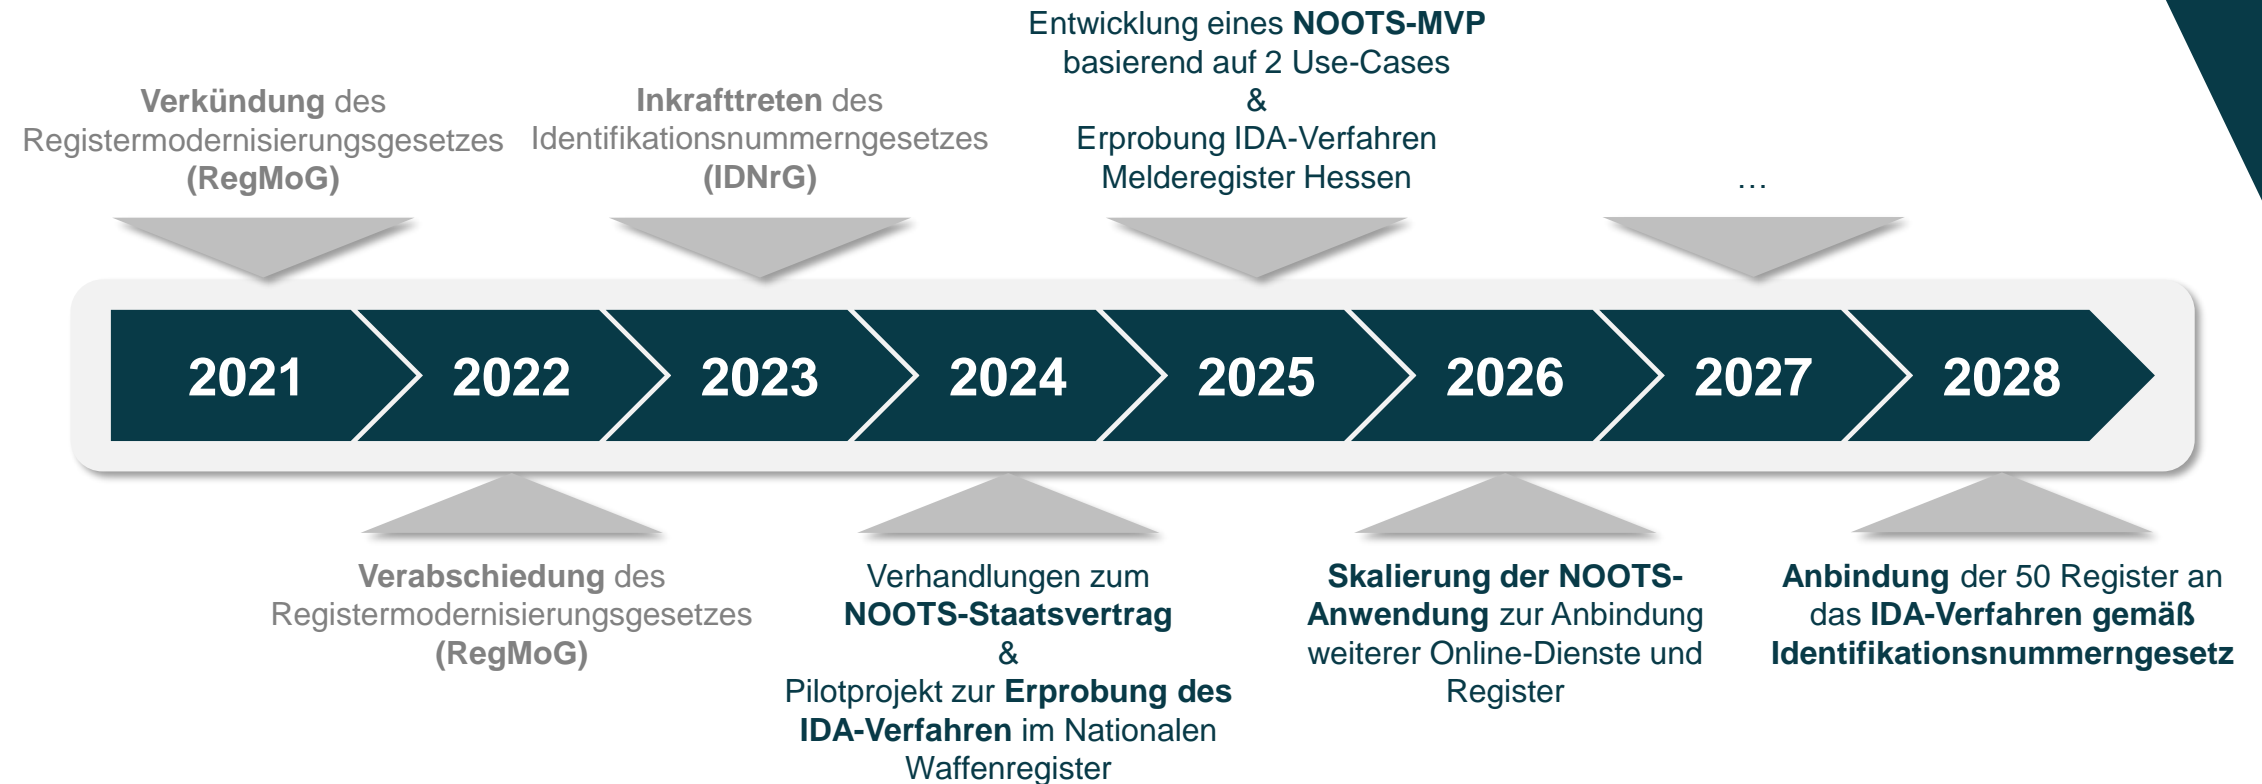 Verkündung des
Registermodernisierungsgesetzes
(RegMoG)
Inkrafttreten des
Identifikationsnummerngesetzes
(IDNrG)
Entwicklung eines NOOTS-MVP
basierend auf 2 Use-Cases
&
Erprobung IDA-Verfahren
Melderegister Hessen
…
2021
2022
2023
2024
2025
2026
2027
2028
Verabschiedung des
Registermodernisierungsgesetzes
(RegMoG)
Verhandlungen zum
NOOTS-Staatsvertrag
&
Pilotprojekt zur Erprobung des
IDA-Verfahren im Nationalen
Waffenregister
Skalierung der NOOTS-
Anwendung zur Anbindung
weiterer Online-Dienste und
Register
Anbindung der 50 Register an
das IDA-Verfahren gemäß
Identifikationsnummerngesetz